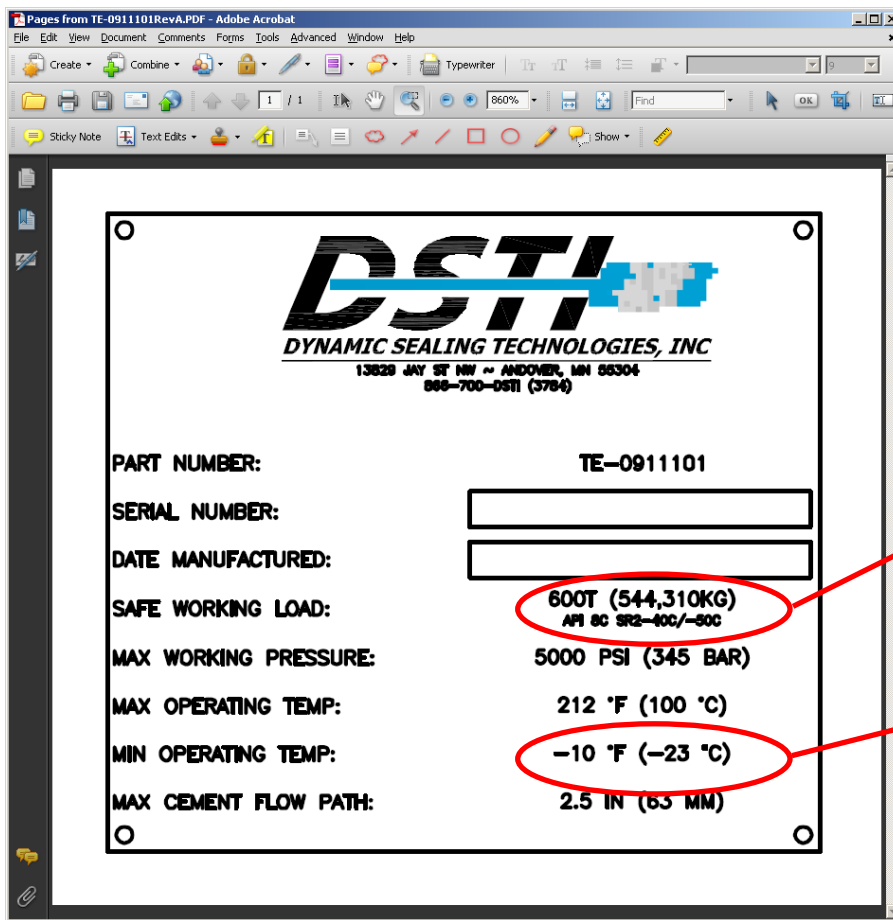 Pages from TE-0911101RevA.PDF - Adobe Acrobat
File Edit View Document Comments Forms Tools Advanced Window Help
Create Combine Typewriter 9
1 / 1 860% Find OK
Sticky Note Text Edits Show
DSTI
DYNAMIC SEALING TECHNOLOGIES, INC
13829 JAY ST NW ~ ANDOVER, MN 55304
866-700-DSTI (3784)
PART NUMBER: TE-0911101
SERIAL NUMBER:
DATE MANUFACTURED:
SAFE WORKING LOAD: 600T (544,310KG)
API 8C SR2-40C/-50C
MAX WORKING PRESSURE: 5000 PSI (345 BAR)
MAX OPERATING TEMP: 212 °F (100 °C)
MIN OPERATING TEMP: -10 °F (-23 °C)
MAX CEMENT FLOW PATH: 2.5 IN (63 MM)